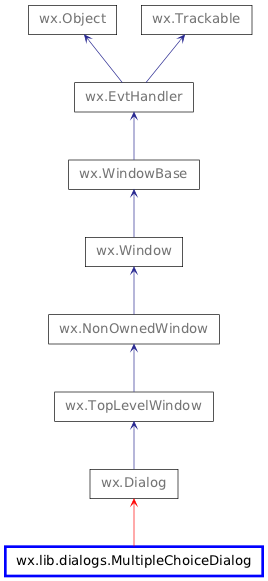 wx.Object
wx.Trackable
wx.EvtHandler
wx.WindowBase
wx.Window
wx.NonOwnedWindow
wx.TopLevelWindow
wx.Dialog
wx.lib.dialogs.MultipleChoiceDialog